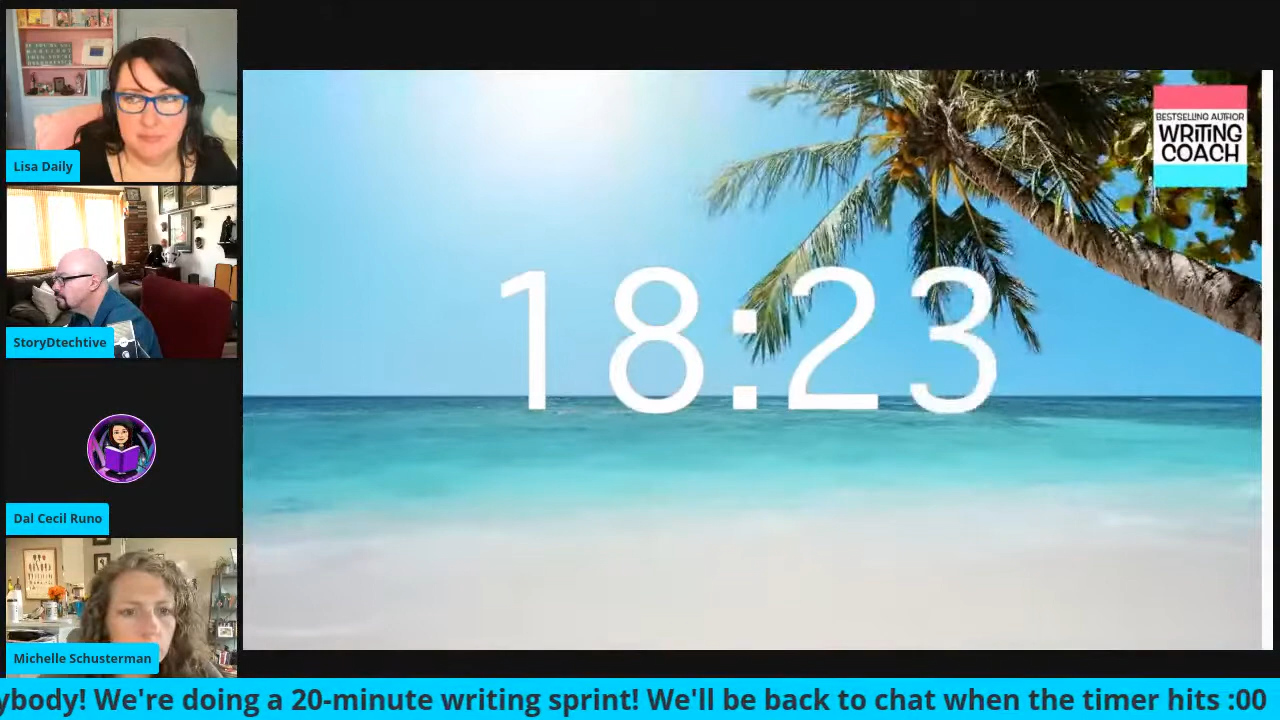 Lisa Daily
StoryDtechtive
Dal Cecil Runo
Michelle Schusterman
BESTSELLING AUTHOR
WRITING
COACH
18:23
ybody! We're doing a 20-minute writing sprint! We'll be back to chat when the timer hits :00